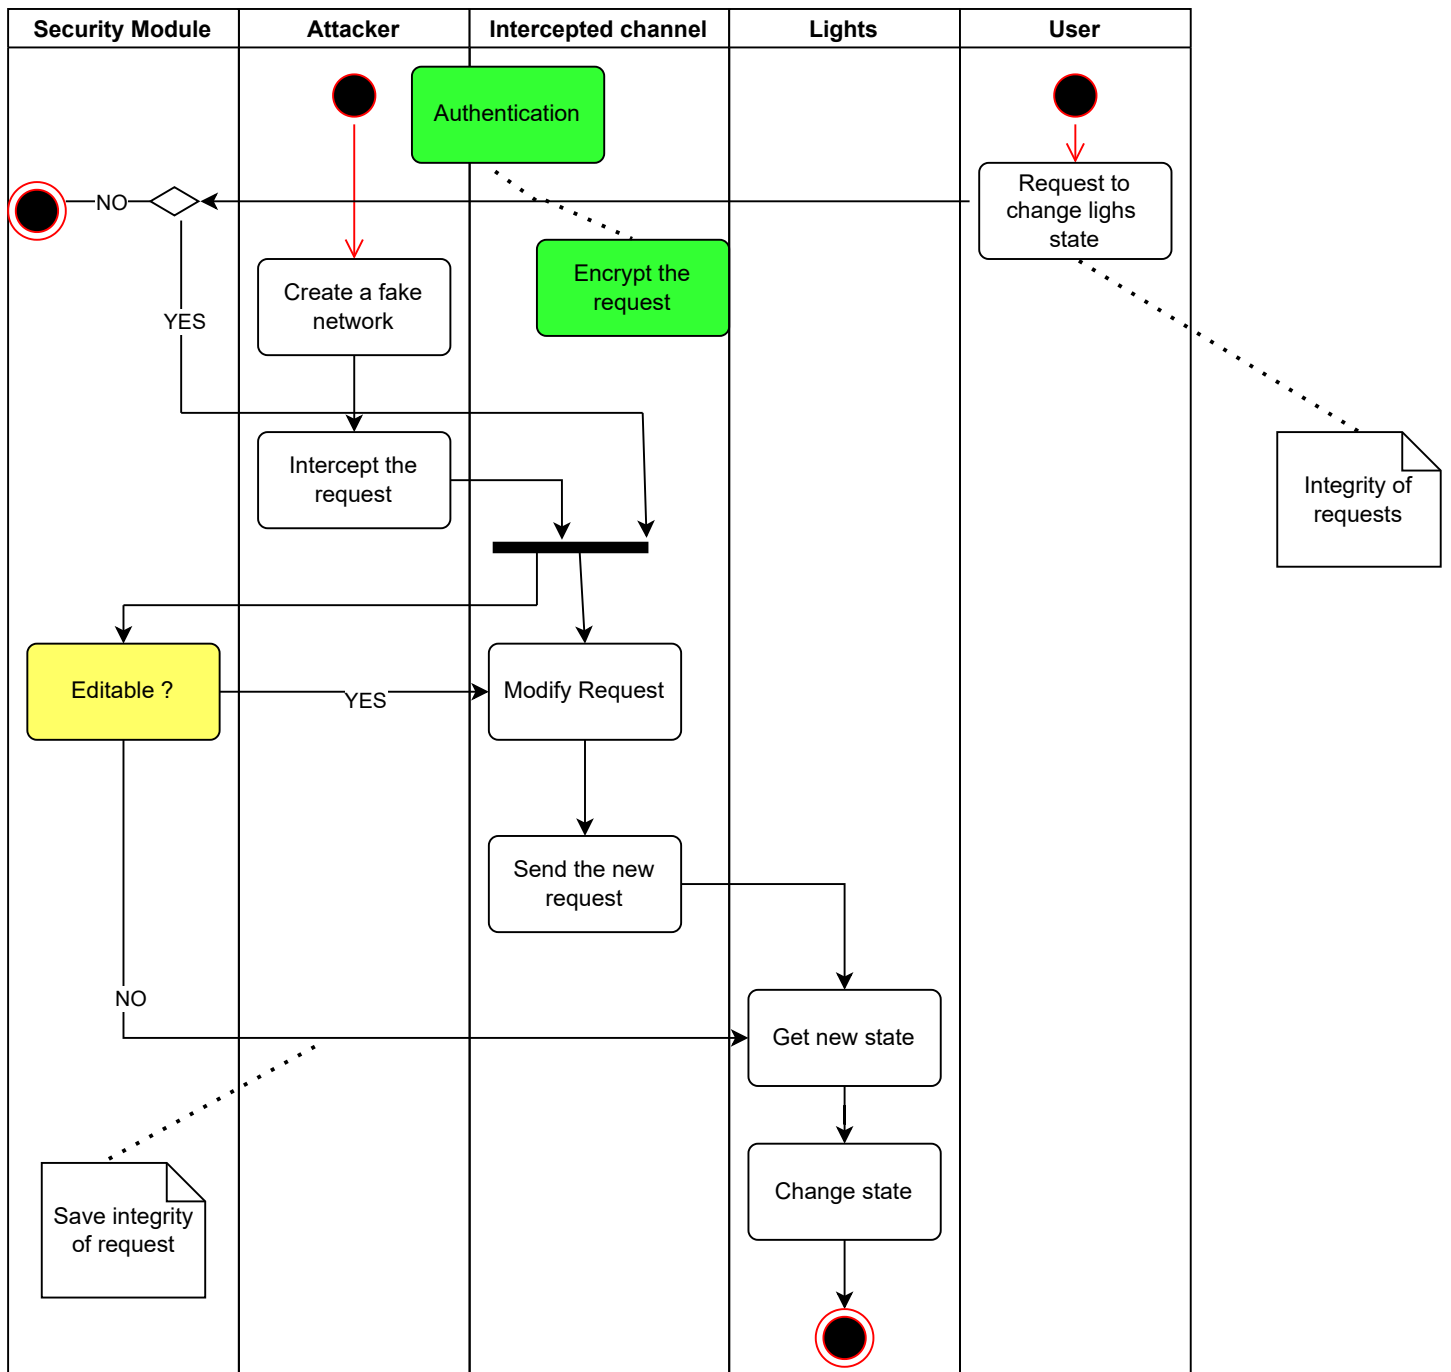 Security Module
Attacker
Intercepted channel
Lights
User
Authentication
Request to
change lighs
state
NO
Encrypt the
request
Create a fake
network
YES
Intercept the
request
Integrity of
requests
Editable ?
YES
Modify Request
Send the new
request
NO
Get new state
Change state
Save integrity
of request